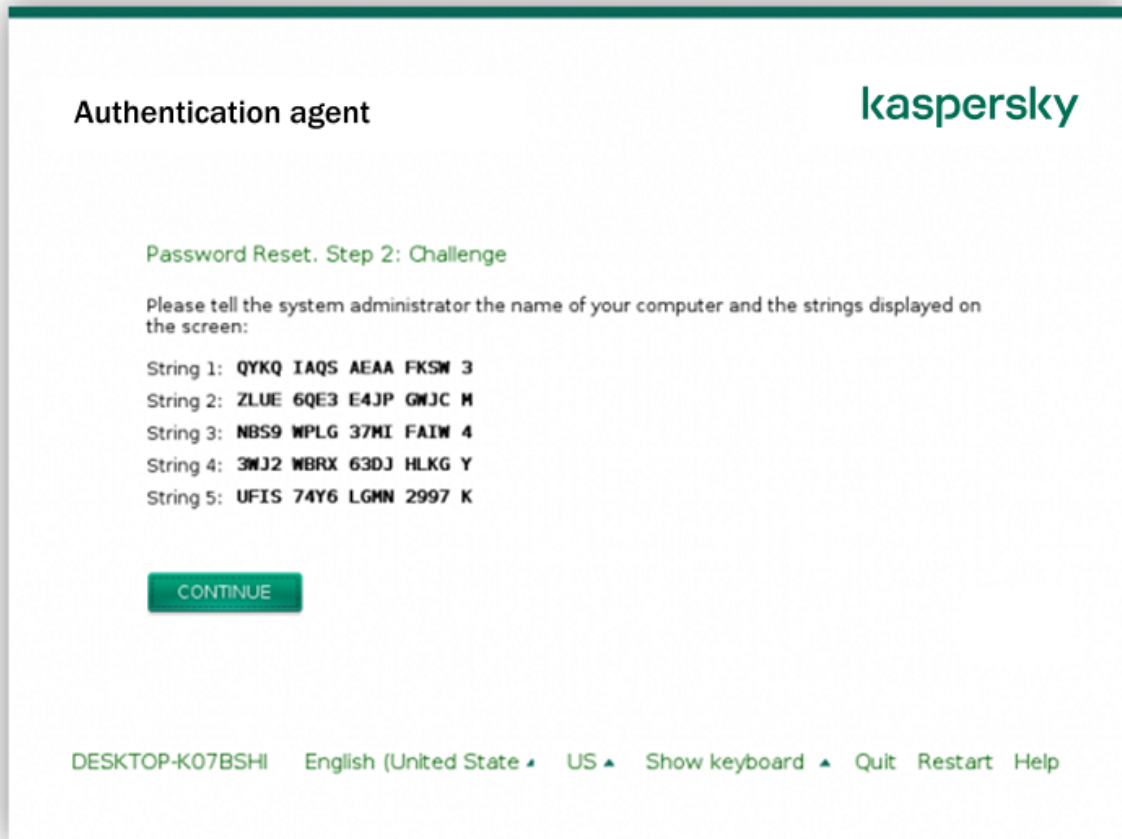 Authentication agent
kaspersky
Password Reset. Step 2: Challenge
Please tell the system administrator the name of your computer and the strings displayed on
the screen:
String 1: QYKQ IAQS AEAA FKSW 3
String 2: ZLUE 6QE3 E4JP GWJC M
String 3: NBS9 WPLG 37MI FAIW 4
String 4: 3WJ2 WBRX 63DJ HLKG Y
String 5: UFIS 74Y6 LGMN 2997 K
CONTINUE
DESKTOP-K07BSHI English (United State US Show keyboard Quit Restart Help